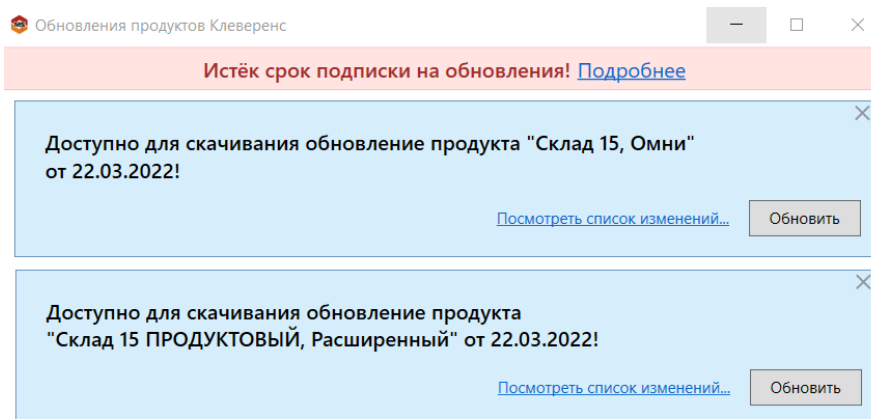 Обновления продуктов Клеверенс
Истёк срок подписки на обновления! Подробнее
Доступно для скачивания обновление продукта "Склад 15, Омни"
от 22.03.2022!
Посмотреть список изменений...
Обновить
Доступно для скачивания обновление продукта
"Склад 15 ПРОДУКТОВЫЙ, Расширенный" от 22.03.2022!
Посмотреть список изменений...
Обновить